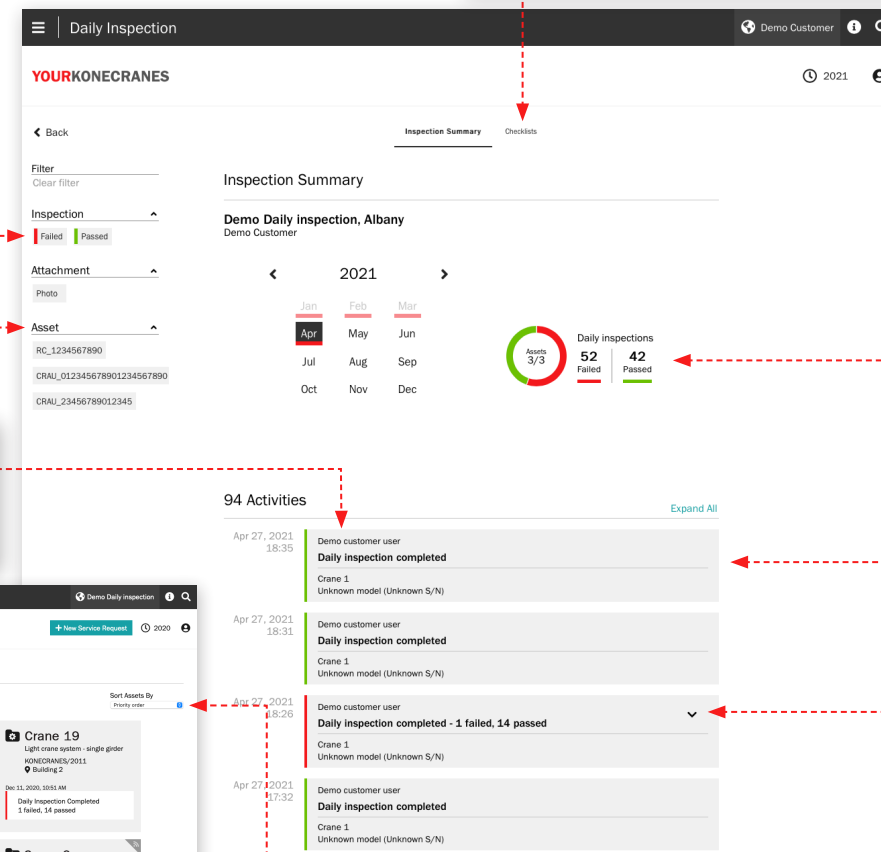 Daily Inspection
Demo Customer
YOURKONECRANES
2021
Back
Inspection Summary
Checklists
Filter
Clear filter
Inspection
Failed
Passed
Attachment
Photo
Asset
RC_1234567890
CRAU_012345678901234567890
CRAU_23456789012345
Inspection Summary
Demo Daily inspection, Albany
Demo Customer
2021
Jan Feb Mar
Apr May Jun
Jul Aug Sep
Oct Nov Dec
Assets
3/3
Daily inspections
52 42
Failed Passed
94 Activities
Expand All
Apr 27, 2021
18:35
Demo customer user
Daily inspection completed
Crane 1
Unknown model (Unknown S/N)
Apr 27, 2021
18:31
Demo customer user
Daily inspection completed
Crane 1
Unknown model (Unknown S/N)
Apr 27, 2021
18:26
Demo customer user
Daily inspection completed - 1 failed, 14 passed
Crane 1
Unknown model (Unknown S/N)
Apr 27, 2021
17:32
Demo customer user
Daily inspection completed
Crane 1
Unknown model (Unknown S/N)
Demo Daily inspection
+ New Service Request
2020
Sort Assets By
Priority order
Crane 19
Light crane system - single girder
KONECRANES/2011
Building 2
Dec 11, 2020, 10:51 AM
Daily Inspection Completed
1 failed, 14 passed